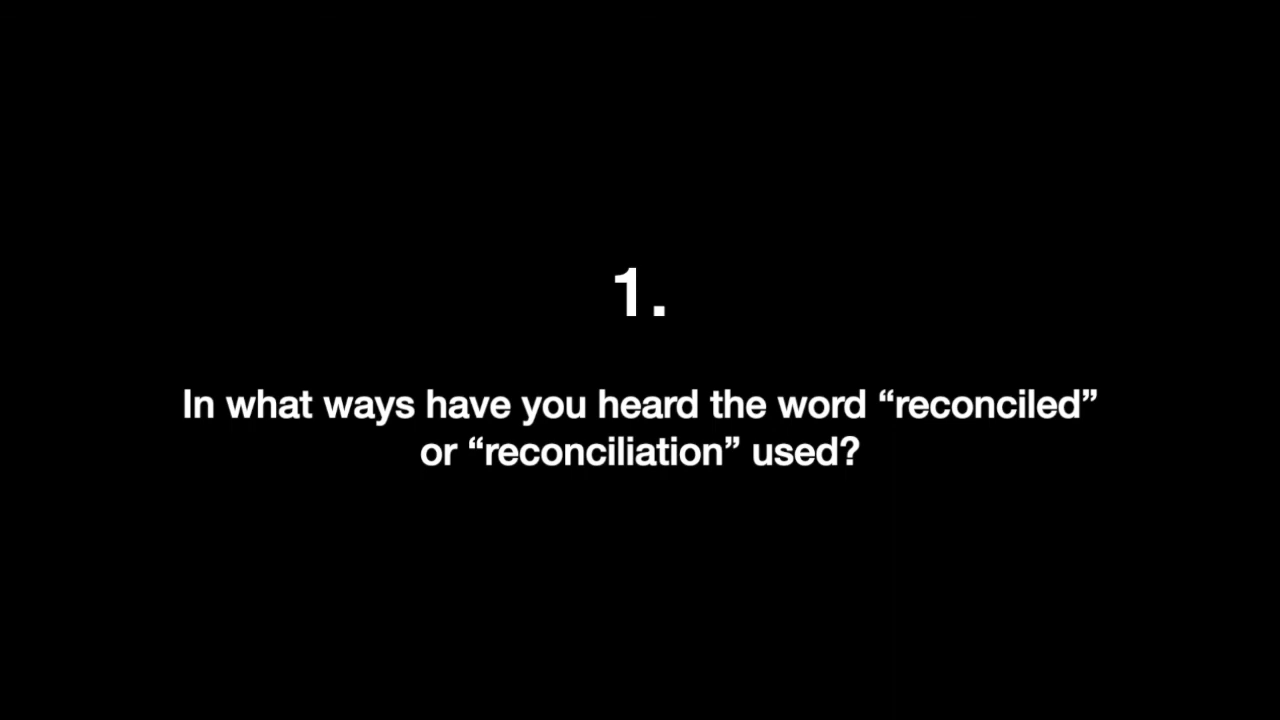 1.
In what ways have you heard the word “reconciled”
or “reconciliation” used?